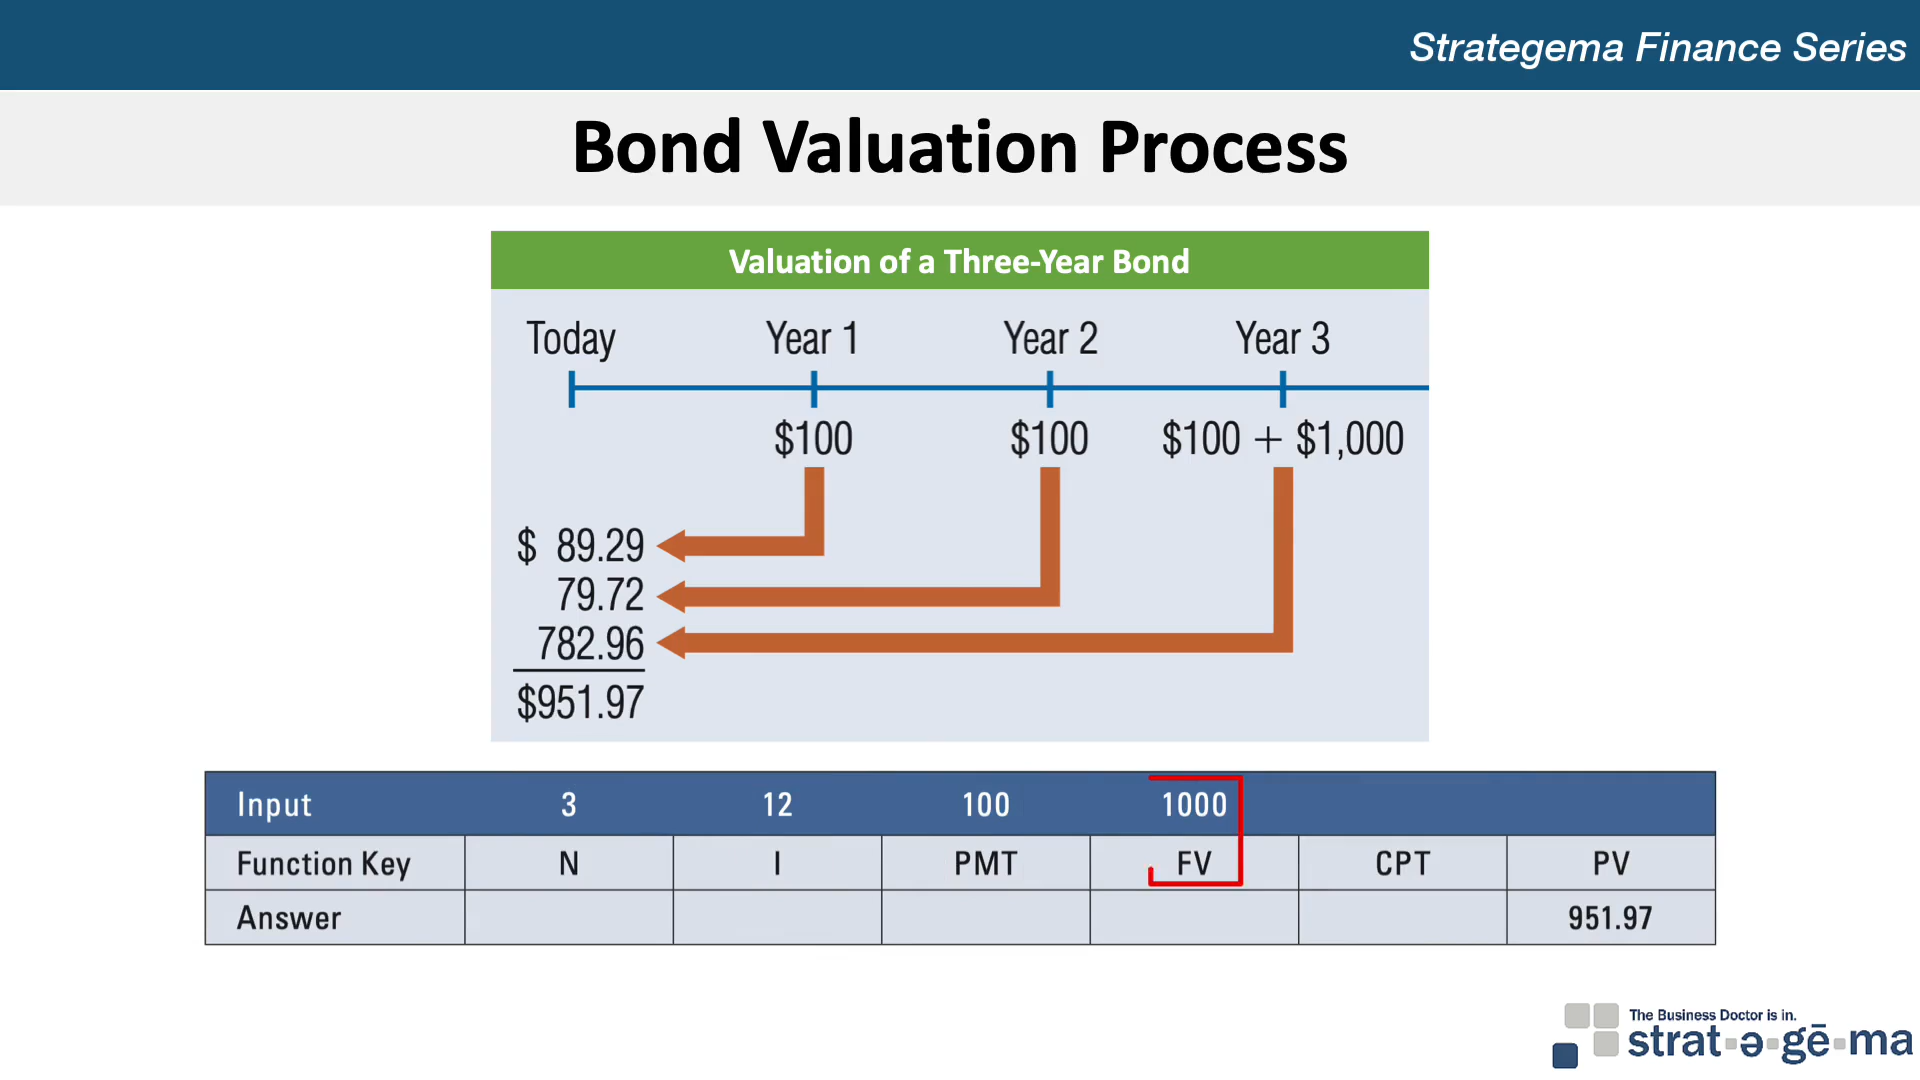 Strategema Finance Series
Bond Valuation Process
Valuation of a Three-Year Bond
Today Year 1 Year 2 Year 3
$100 $100 $100 + $1,000
$ 89.29
79.72
782.96
$951.97
Input 3 12 100 1000
Function Key N I PMT FV CPT PV
Answer 951.97
The Business Doctor is in.
strat-ə-gē-ma